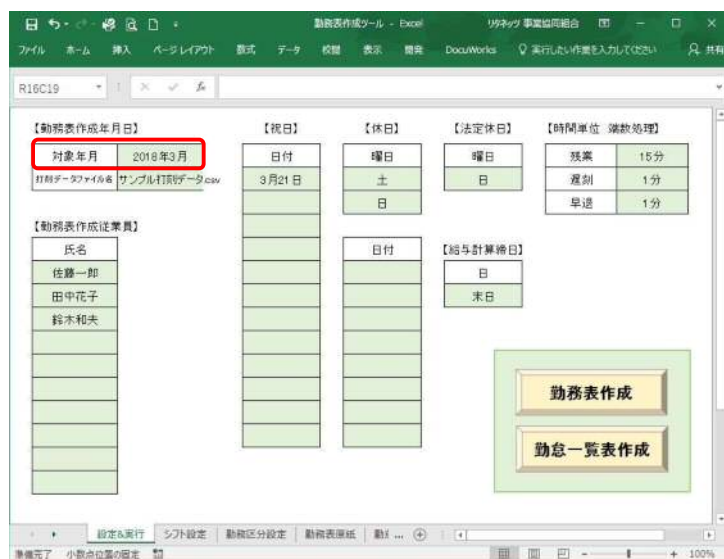 勤務表作成ツール - Excel
リタネッツ 事業協同組合
ファイル ホーム 挿入 ページ レイアウト 数式 データ 校閲 表示 開発 DocuWorks 実行したい作業を入力してください 共有
R16C19
fx
【勤務表作成年月日】 【祝日】 【休日】 【法定休日】 【時間単位 端数処理】
対象年月 2018年3月 日付 曜日 曜日 残業 15分
打刻データファイル名 サンプル打刻データ.csv 3月21日 土 日 遅刻 1分
日 早退 1分
【勤務表作成従業員】
氏名 日付 【給与計算締日】
佐藤一郎 日
田中花子 末日
鈴木和夫
勤務表作成
勤怠一覧表作成
設定&実行 シフト設定 勤務区分設定 勤務表原紙 勤怠 ...
準備完了 小数点位置の固定 100%